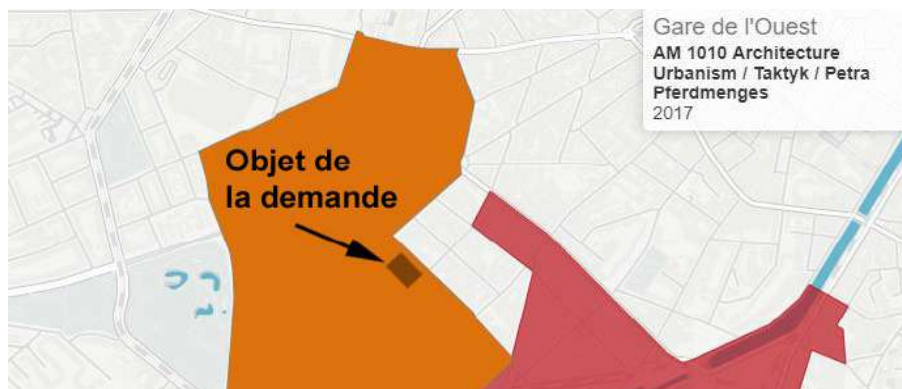 Gare de l'Ouest
AM 1010 Architecture
Urbanism / Taktyk / Petra
Pferdmenges
2017
Objet de
la demande